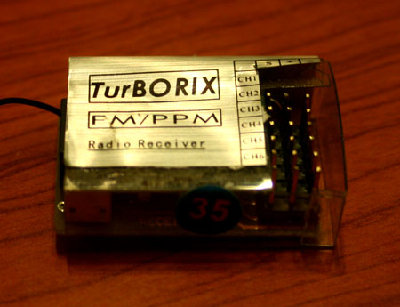 TurBORIX
FM/PPM
Radio Receiver
CH1
CH2
CH3
CH4
CH5
CH6
35